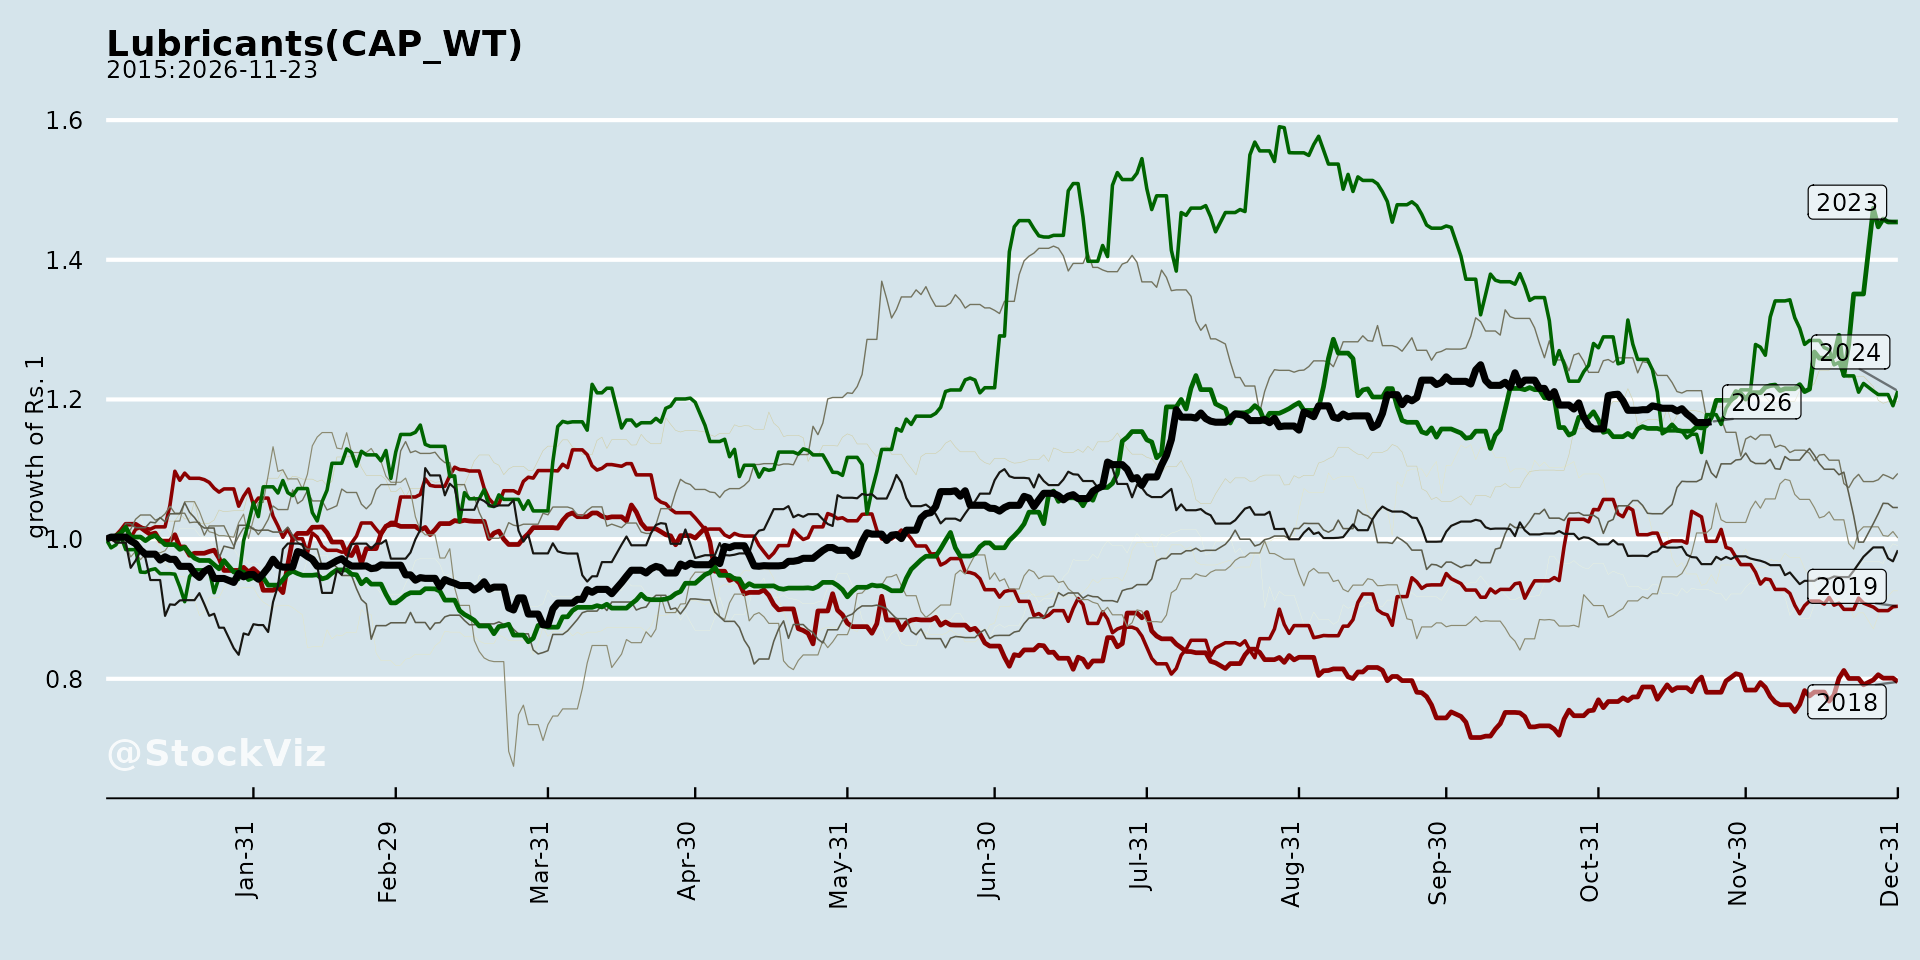 Lubricants(CAP_WT)
2015:2026-11-23
growth of Rs. 1
1.6
1.4
1.2
1.0
0.8
2023
2024
2026
2019
2018
@StockViz
Jan-31
Feb-29
Mar-31
Apr-30
May-31
Jun-30
Jul-31
Aug-31
Sep-30
Oct-31
Nov-30
Dec-31